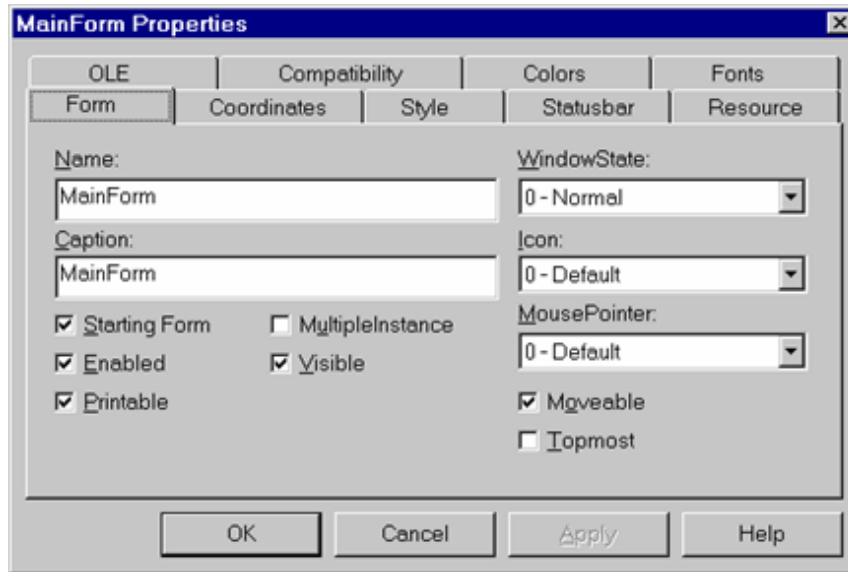 MainForm Properties
OLE Compatibility Colors Fonts
Form Coordinates Style Statusbar Resource
Name: WindowState:
MainForm 0 - Normal
Caption: Icon:
MainForm 0 - Default
Starting Form MultipleInstance MousePointer:
Enabled Visible 0 - Default
Printable Moveable
Topmost
OK Cancel Apply Help